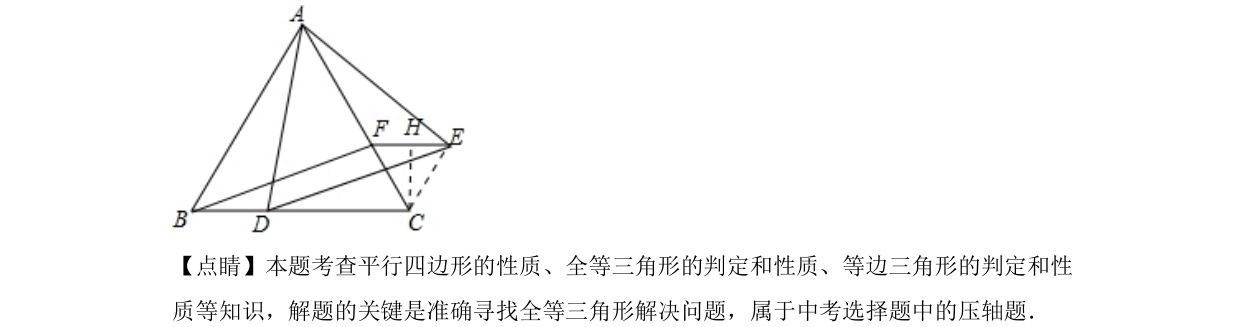 A
F H E
B D C
【点睛】本题考查平行四边形的性质、全等三角形的判定和性质、等边三角形的判定和性
质等知识，解题的关键是准确寻找全等三角形解决问题，属于中考选择题中的压轴题．